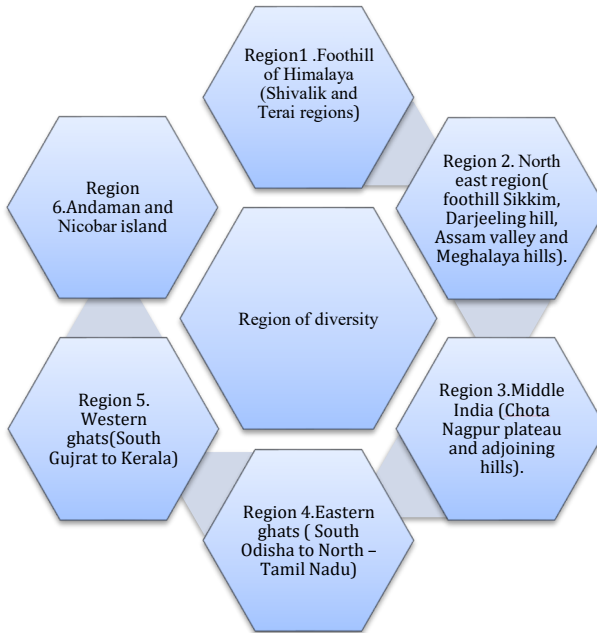 Region1 .Foothill
of Himalaya
(Shivalik and
Terai regions)
Region 2. North
east region(
foothill Sikkim,
Darjeeling hill,
Assam valley and
Meghalaya hills).
Region 3.Middle
India (Chota
Nagpur plateau
and adjoining
hills).
Region 4.Eastern
ghats ( South
Odisha to North –
Tamil Nadu)
Region 5.
Western
ghats(South
Gujrat to Kerala)
Region
6.Andaman and
Nicobar island
Region of diversity